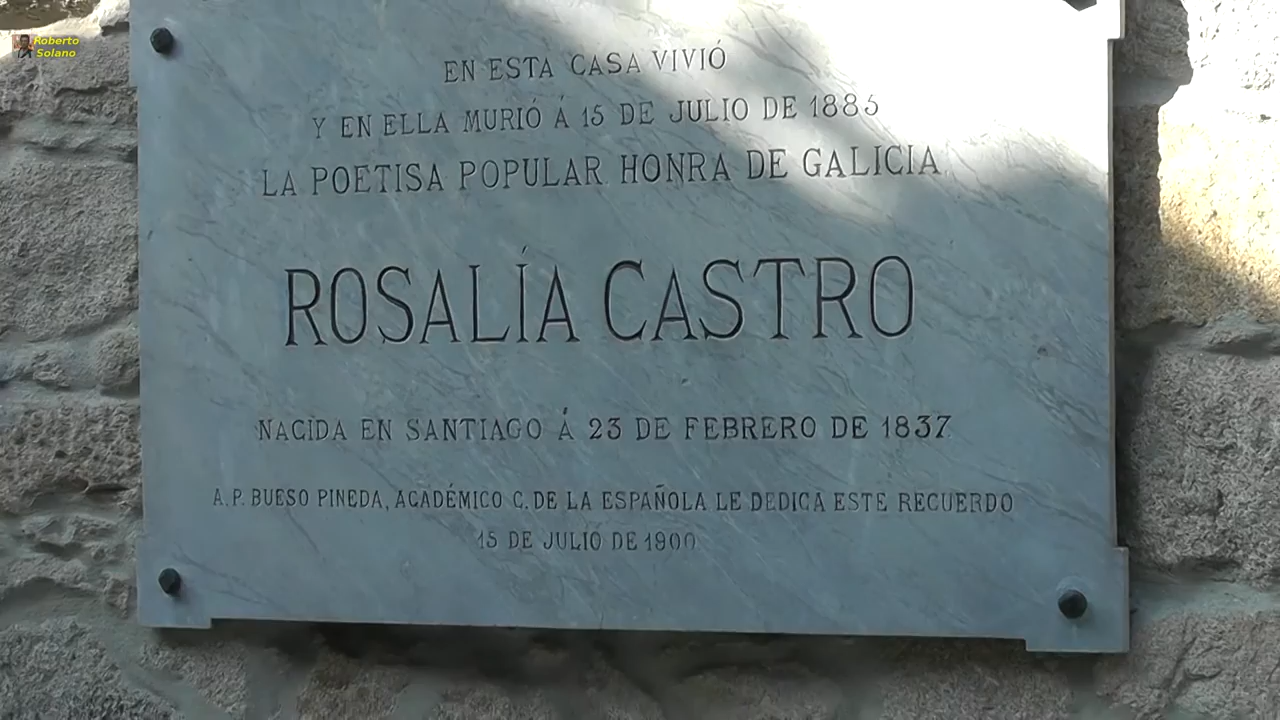 Roberto
Solano
EN ESTA CASA VIVIÓ
Y EN ELLA MURIÓ Á 15 DE JULIO DE 1885
LA POETISA POPULAR HONRA DE GALICIA
ROSALÍA CASTRO
NACIDA EN SANTIAGO Á 23 DE FEBRERO DE 1837
A. P. BUESO PINEDA, ACADÉMICO C. DE LA ESPAÑOLA LE DEDICA ESTE RECUERDO
15 DE JULIO DE 1900